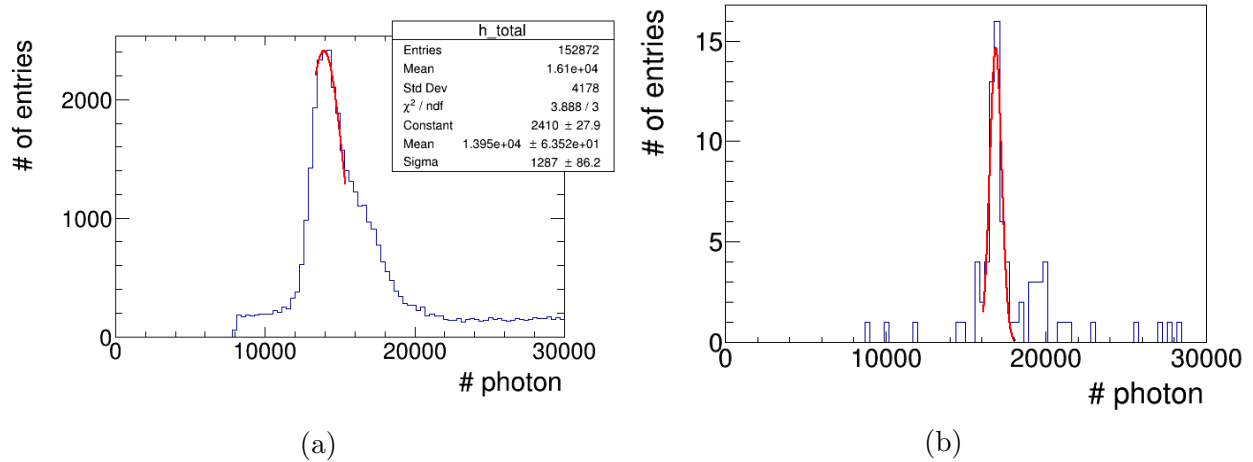 # of entries
2000
1000
0
0
10000
20000
30000
# photon
h_total
Entries 152872
Mean 1.61e+04
Std Dev 4178
χ² / ndf 3.888 / 3
Constant 2410 ± 27.9
Mean 1.395e+04 ± 6.352e+01
Sigma 1287 ± 86.2
(a)
# of entries
15
10
5
0
0
10000
20000
30000
# photon
(b)